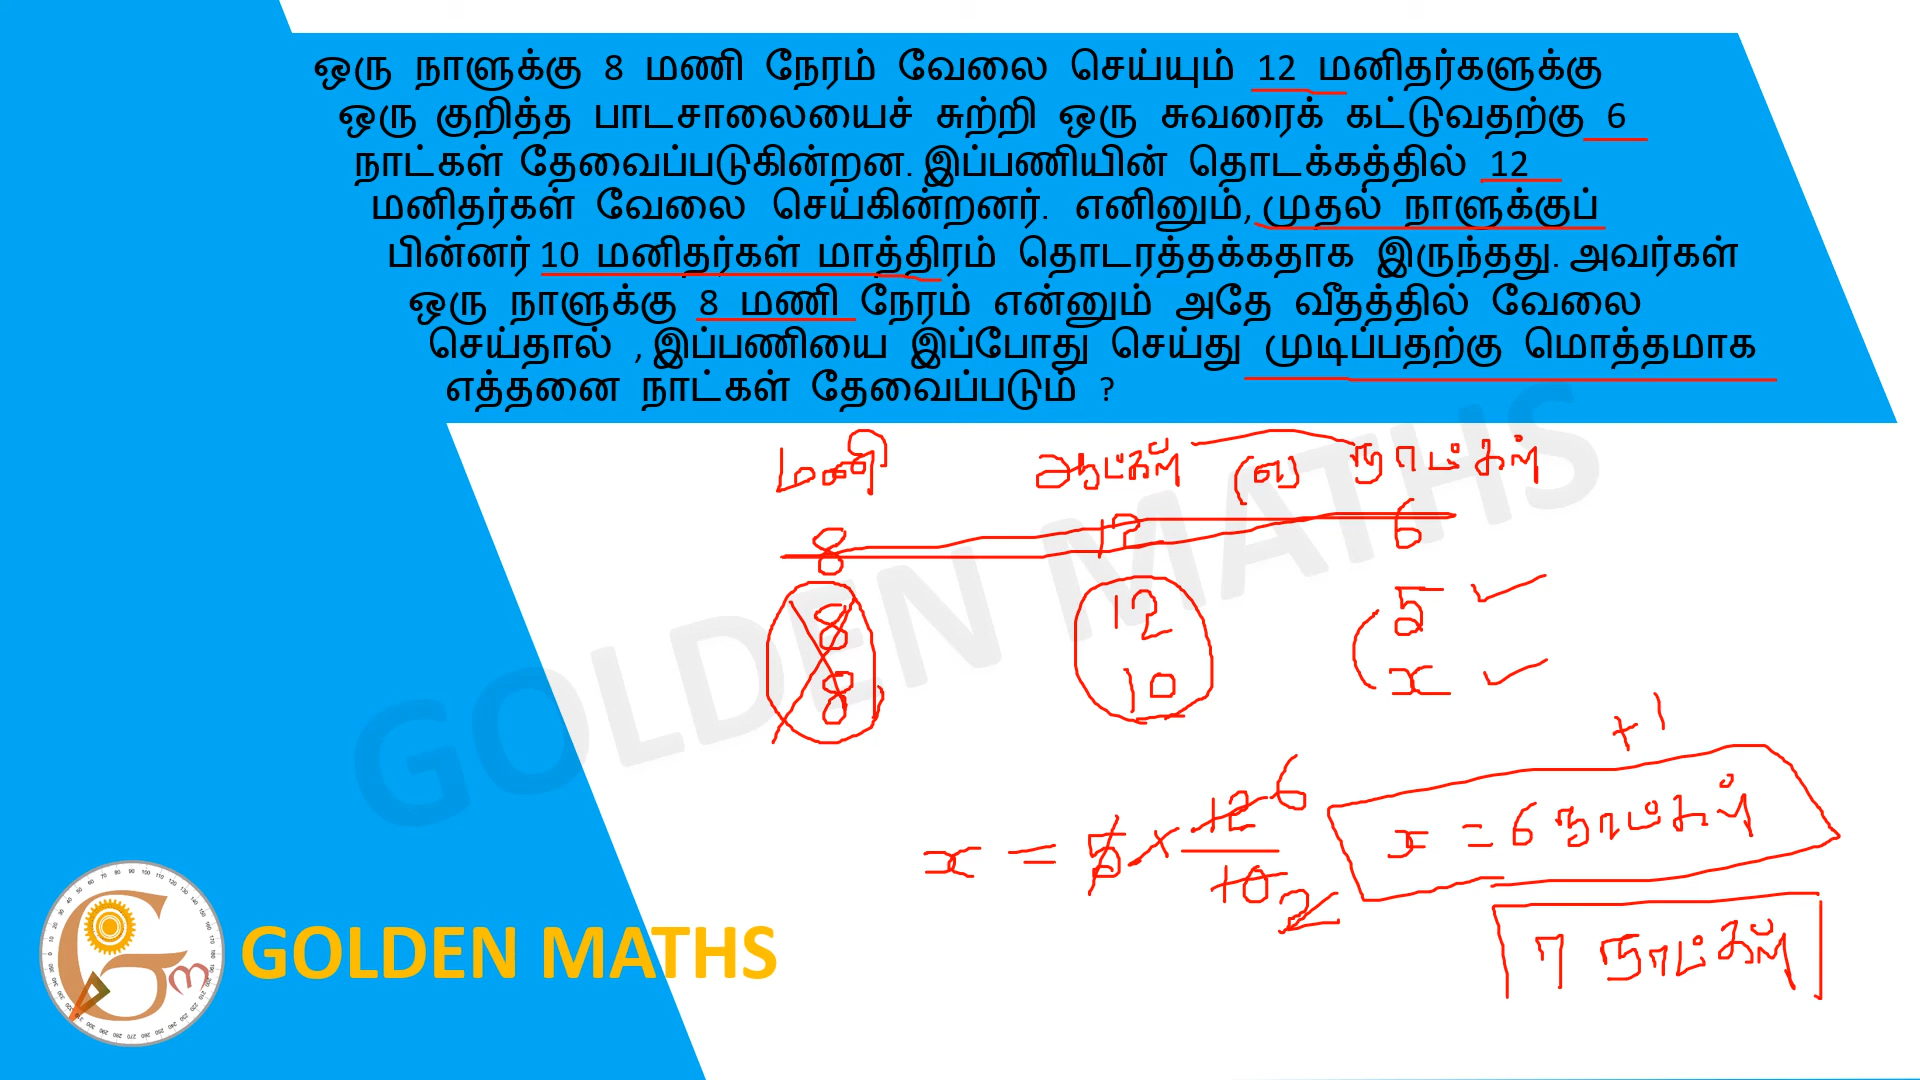 ஒரு நாளுக்கு 8 மணி நேரம் வேலை செய்யும் 12 மனிதர்களுக்கு
ஒரு குறித்த பாடசாலையைச் சுற்றி ஒரு சுவரைக் கட்டுவதற்கு 6
நாட்கள் தேவைப்படுகின்றன. இப்பணியின் தொடக்கத்தில் 12
மனிதர்கள் வேலை செய்கின்றனர். எனினும், முதல் நாளுக்குப்
பின்னர் 10 மனிதர்கள் மாத்திரம் தொடரத்தக்கதாக இருந்தது. அவர்கள்
ஒரு நாளுக்கு 8 மணி நேரம் என்னும் அதே வீதத்தில் வேலை
செய்தால் , இப்பணியை இப்போது செய்து முடிப்பதற்கு மொத்தமாக
எத்தனை நாட்கள் தேவைப்படும் ?
மணி ஆட்கள் நாட்கள்
8 12 6
8 12 5
8 10 x
GOLDEN MATHS
+1
x = 5 × 12/10 6 2
x = 6 நாட்கள்
7 நாட்கள்
GOLDEN MATHS